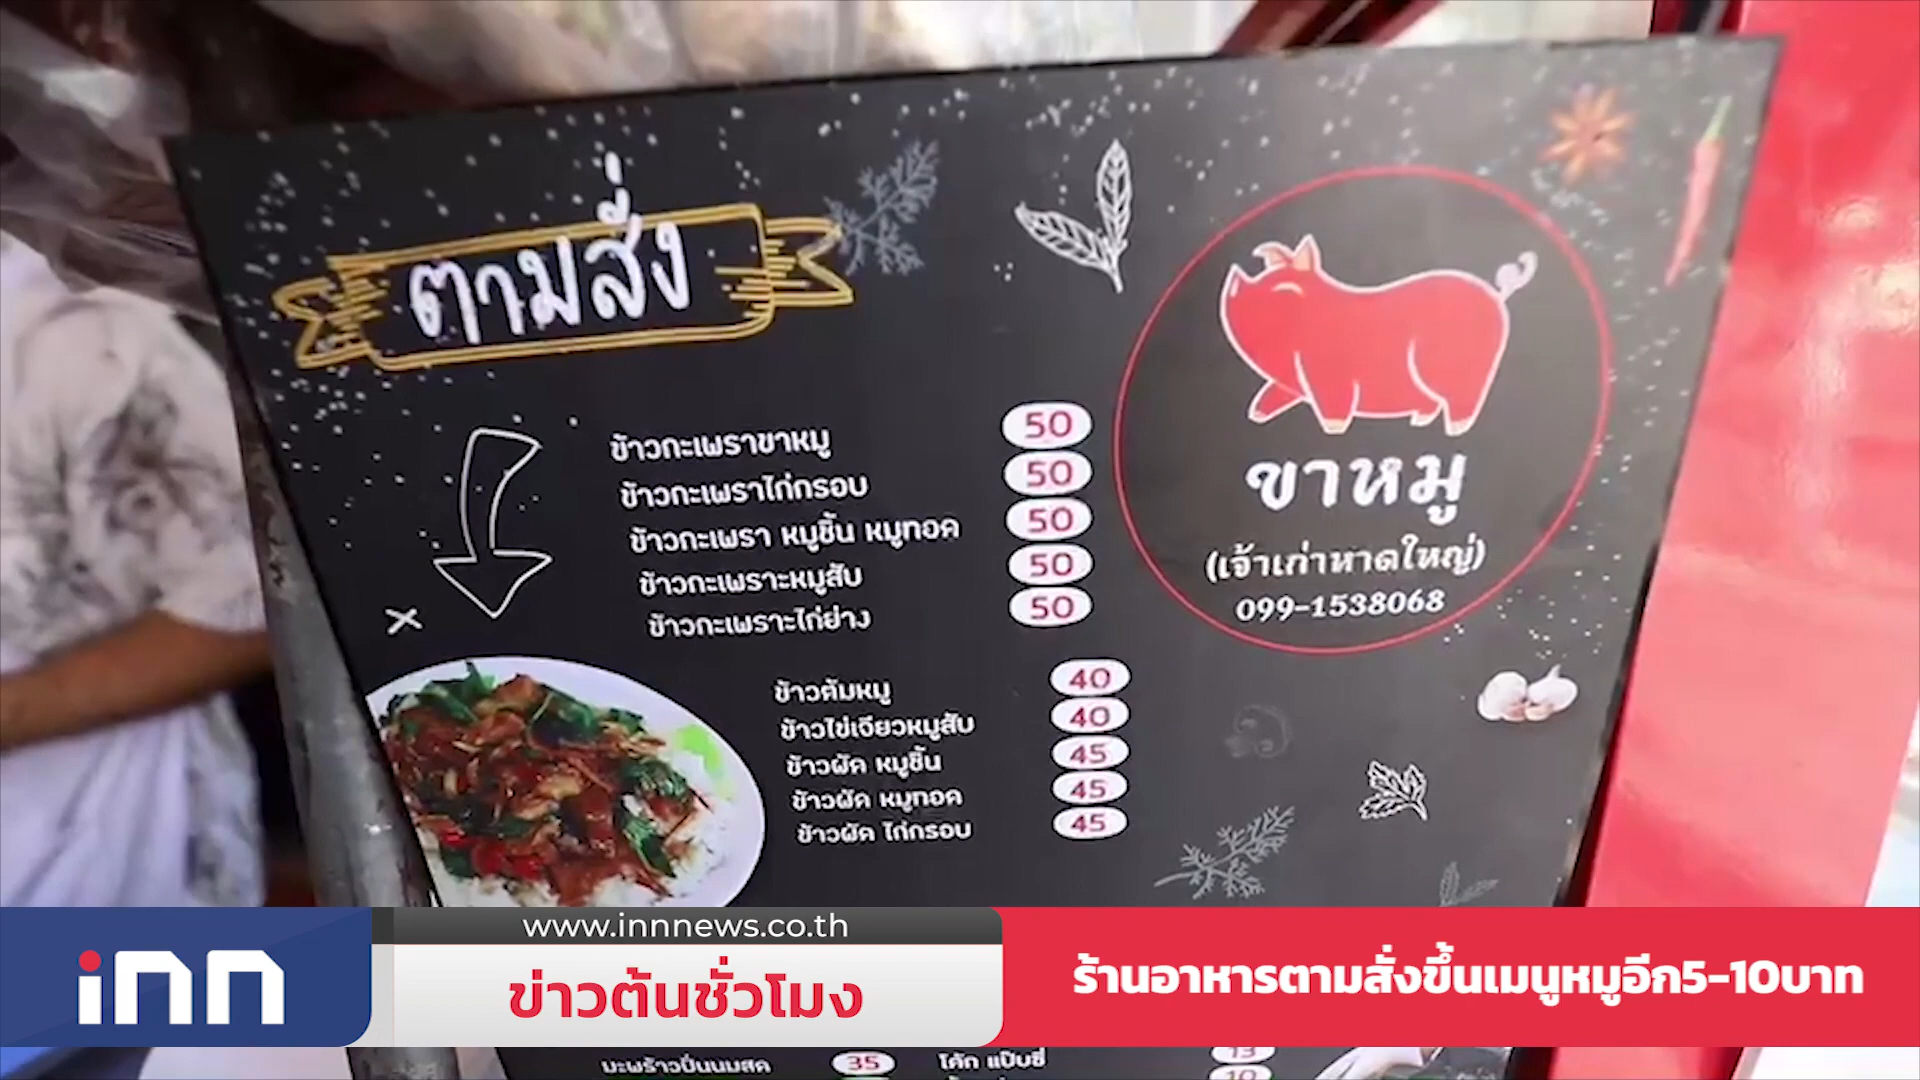 ตามสั่ง
ข้าวกะเพราขาหมู 50
ข้าวกะเพราไก่กรอบ 50
ข้าวกะเพรา หมูชิ้น หมูทอด 50
ข้าวกะเพราะหมูสับ 50
ข้าวกะเพราะไก่ย่าง 50
ขาหมู
(เจ้าเก่าหาดใหญ่)
099-1538068
ข้าวต้มหมู 40
ข้าวไข่เจียวหมูสับ 40
ข้าวผัด หมูชิ้น 45
ข้าวผัด หมูทอด 45
ข้าวผัด ไก่กรอบ 45
inn
www.innnews.co.th
ข่าวต้นชั่วโมง
ร้านอาหารตามสั่งขึ้นเมนูหมูอีก5-10บาท
มะพร้าวปั่นนมสด 35
โค้ก แป๊บซี่ 13
10